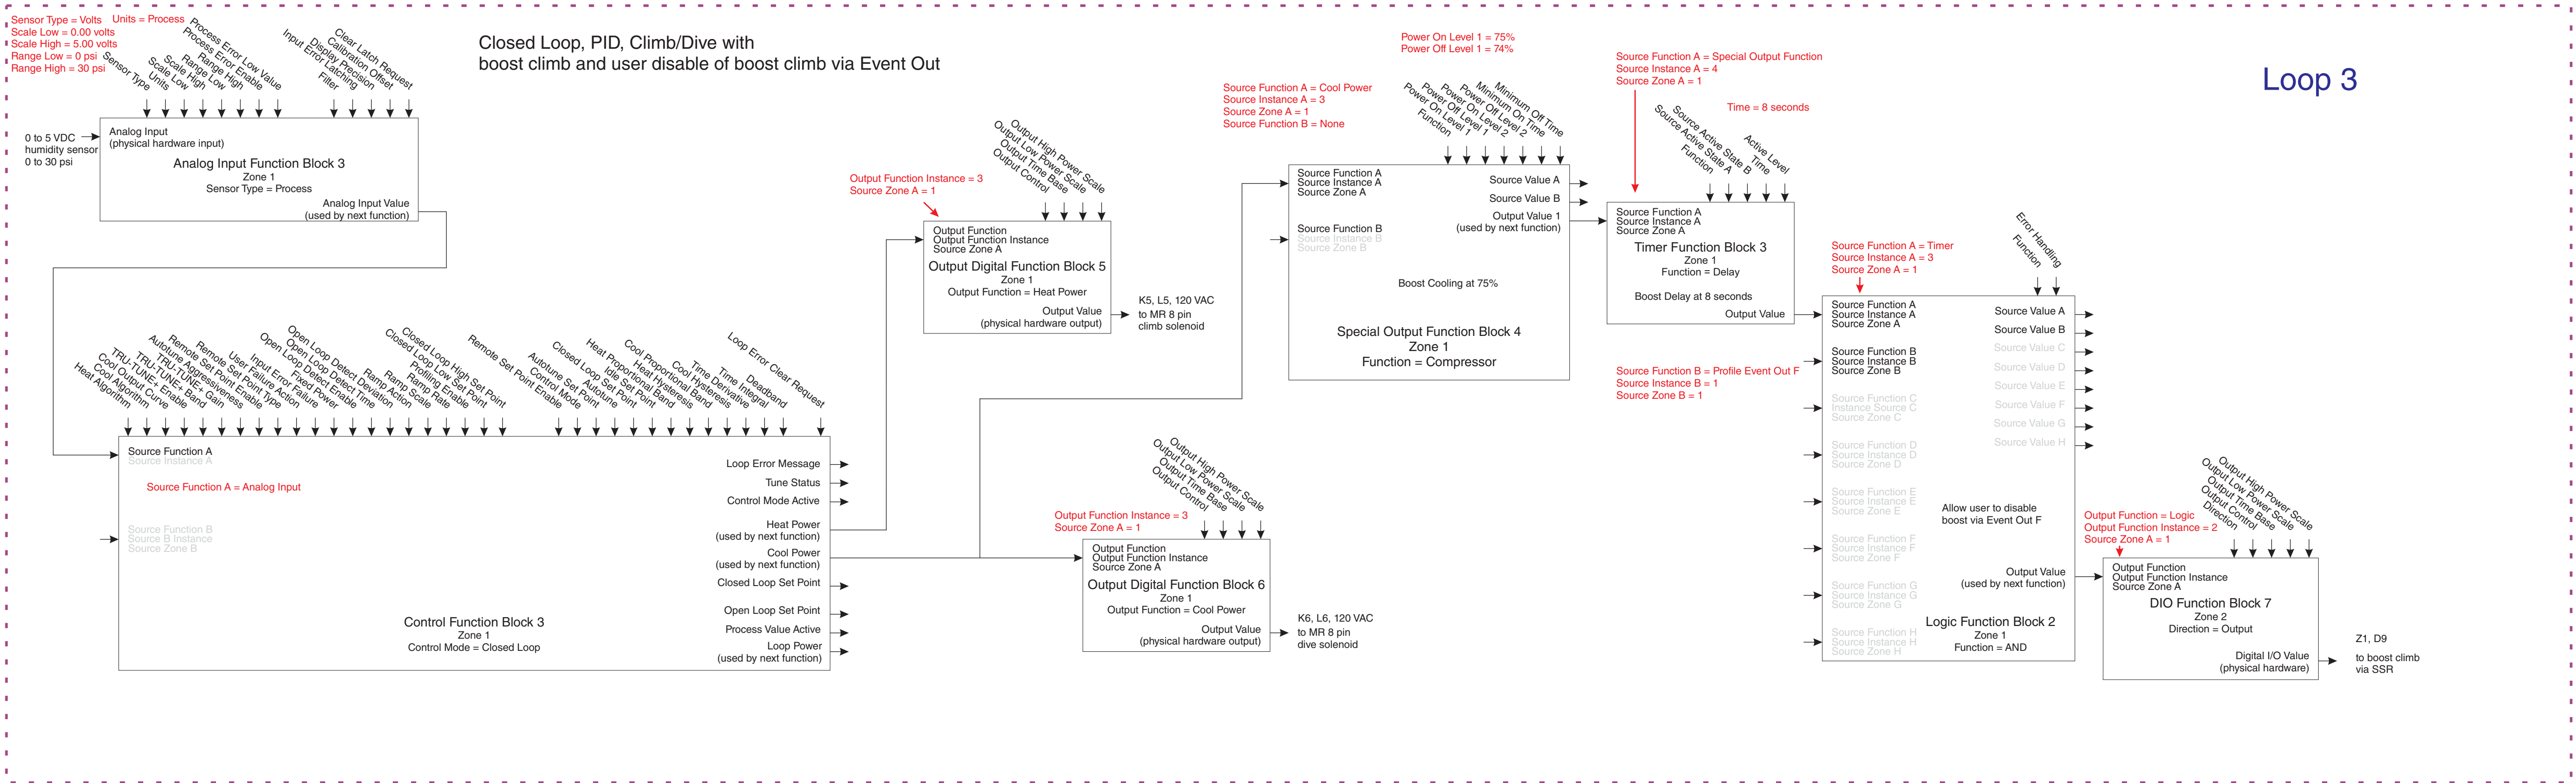 Sensor Type = Volts
Units = Process
Scale Low = 0.00 volts
Scale High = 5.00 volts
Range Low = 0 psi
Range High = 30 psi
Closed Loop, PID, Climb/Dive with
boost climb and user disable of boost climb via Event Out
Loop 3
Sensor Type
Units
Scale Low
Scale High
Range Low
Range High
Process Error Enable
Process Error Low Value
Filter
Input Error Latching
Display Precision
Calibration Offset
Clear Latch Request
0 to 5 VDC
humidity sensor
0 to 30 psi
Analog Input
(physical hardware input)
Analog Input Function Block 3
Zone 1
Sensor Type = Process
Analog Input Value
(used by next function)
Heat Algorithm
Cool Algorithm
Cool Output Curve
TRU-TUNE+ Enable
TRU-TUNE+ Band
TRU-TUNE+ Gain
Autotune Aggressiveness
Remote Set Point Enable
Remote Set Point Type
User Failure Action
Input Error Failure
Fixed Power
Open Loop Detect Enable
Open Loop Detect Time
Open Loop Detect Deviation
Ramp Action
Ramp Scale
Ramp Rate
Profiling Enable
Closed Loop Low Set Point
Closed Loop High Set Point
Remote Set Point Enable
Control Mode
Autotune Set Point
Autotune
Closed Loop Set Point
Idle Set Point
Heat Proportional Band
Heat Hysteresis
Cool Proportional Band
Cool Hysteresis
Time Derivative
Time Integral
Deadband
Loop Error Clear Request
Source Function A
Source Instance A
Source Function A = Analog Input
Source Function B
Source B Instance
Source Zone B
Control Function Block 3
Zone 1
Control Mode = Closed Loop
Loop Error Message
Tune Status
Control Mode Active
Heat Power
(used by next function)
Cool Power
(used by next function)
Closed Loop Set Point
Open Loop Set Point
Process Value Active
Loop Power
(used by next function)
Output Function Instance = 3
Source Zone A = 1
Output Control
Output Time Base
Output Low Power Scale
Output High Power Scale
Output Function
Output Function Instance
Source Zone A
Output Digital Function Block 5
Zone 1
Output Function = Heat Power
Output Value
(physical hardware output)
K5, L5, 120 VAC
to MR 8 pin
climb solenoid
Output Function Instance = 3
Source Zone A = 1
Output Control
Output Time Base
Output Low Power Scale
Output High Power Scale
Output Function
Output Function Instance
Source Zone A
Output Digital Function Block 6
Zone 1
Output Function = Cool Power
Output Value
(physical hardware output)
K6, L6, 120 VAC
to MR 8 pin
dive solenoid
Power On Level 1 = 75%
Power Off Level 1 = 74%
Source Function A = Cool Power
Source Instance A = 3
Source Zone A = 1
Source Function B = None
Function
Power On Level 1
Power Off Level 1
Power On Level 2
Power Off Level 2
Minimum On Time
Minimum Off Time
Source Function A
Source Instance A
Source Zone A
Source Function B
Source Instance B
Source Zone B
Source Value A
Source Value B
Output Value 1
(used by next function)
Boost Cooling at 75%
Special Output Function Block 4
Zone 1
Function = Compressor
Source Function A = Special Output Function
Source Instance A = 4
Source Zone A = 1
Time = 8 seconds
Function
Source Active State A
Source Active State B
Time
Active Level
Source Function A
Source Instance A
Source Zone A
Timer Function Block 3
Zone 1
Function = Delay
Boost Delay at 8 seconds
Output Value
Source Function A = Timer
Source Instance A = 3
Source Zone A = 1
Source Function B = Profile Event Out F
Source Instance B = 1
Source Zone B = 1
Function
Error Handling
Source Function A
Source Instance A
Source Zone A
Source Function B
Source Instance B
Source Zone B
Source Function C
Instance Source C
Source Zone C
Source Function D
Source Instance D
Source Zone D
Source Function E
Source Instance E
Source Zone E
Source Function F
Source Instance F
Source Zone F
Source Function G
Source Instance G
Source Zone G
Source Function H
Source Instance H
Source Zone H
Source Value A
Source Value B
Source Value C
Source Value D
Source Value E
Source Value F
Source Value G
Source Value H
Allow user to disable
boost via Event Out F
Output Value
(used by next function)
Logic Function Block 2
Zone 1
Function = AND
Output Function = Logic
Output Function Instance = 2
Source Zone A = 1
Direction
Output Control
Output Time Base
Output Low Power Scale
Output High Power Scale
Output Function
Output Function Instance
Source Zone A
DIO Function Block 7
Zone 2
Direction = Output
Digital I/O Value
(physical hardware)
Z1, D9
to boost climb
via SSR